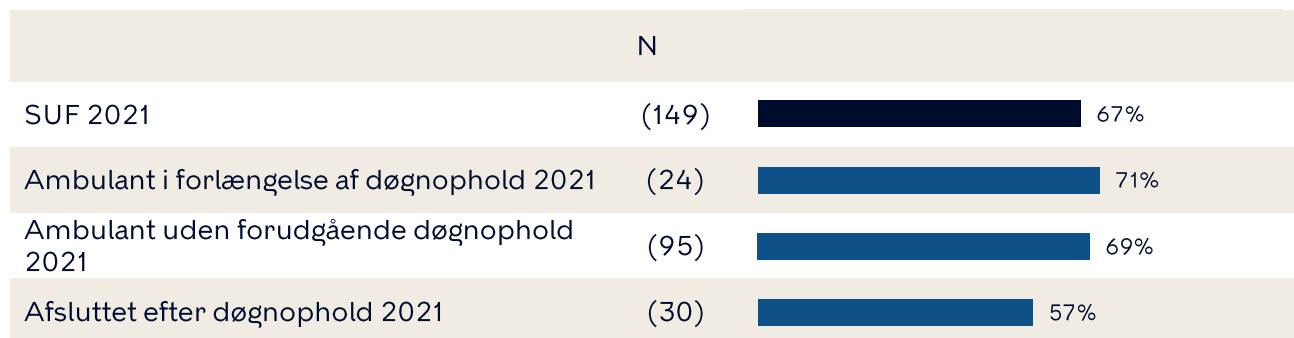 N
SUF 2021 (149) 67%
Ambulant i forlængelse af døgnophold 2021 (24) 71%
Ambulant uden forudgående døgnophold
2021 (95) 69%
Afsluttet efter døgnophold 2021 (30) 57%